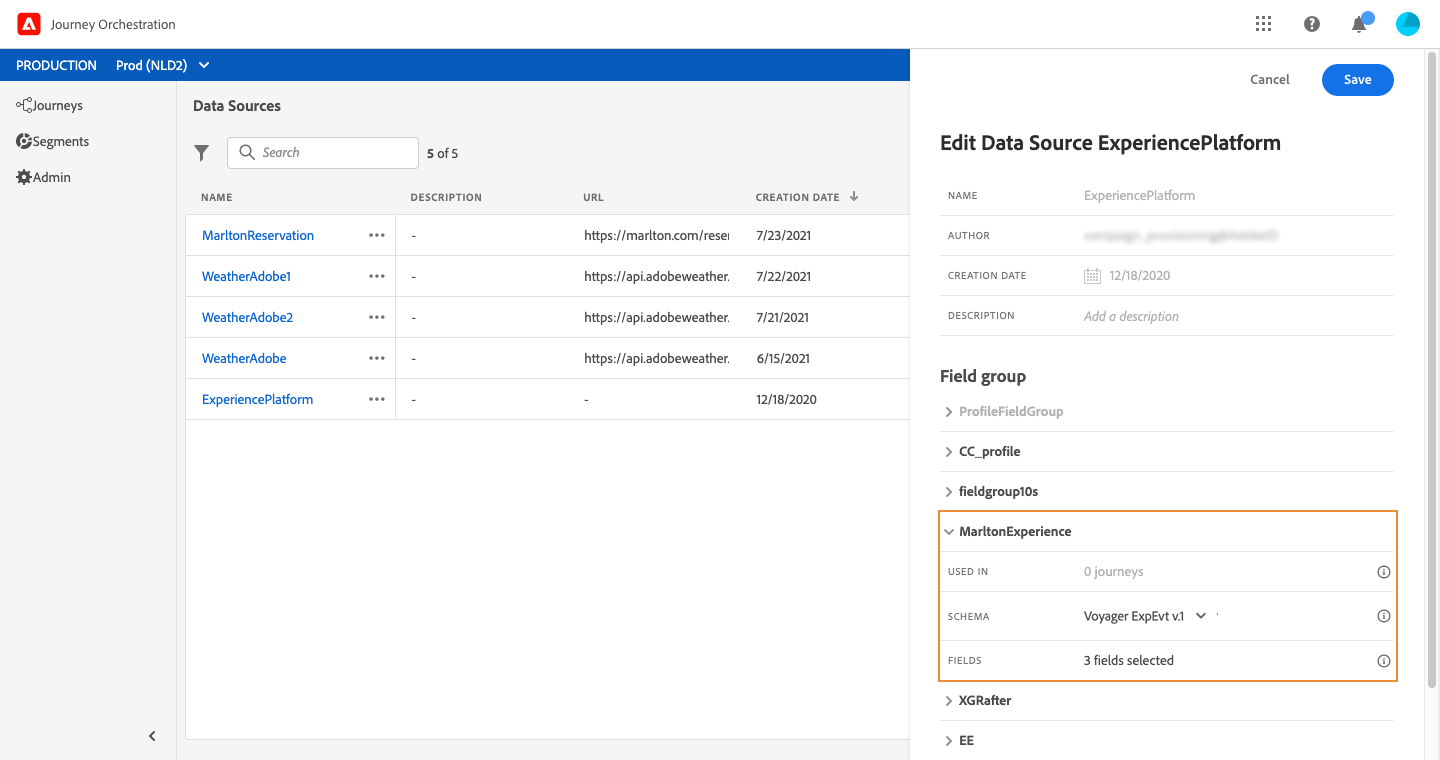 Journey Orchestration
PRODUCTION Prod (NLD2)
Journeys
Segments
Admin
Data Sources
Search
5 of 5
NAME DESCRIPTION URL CREATION DATE
MarltonReservation ••• - https://marlton.com/reser 7/23/2021
WeatherAdobe1 ••• - https://api.adobeweather. 7/22/2021
WeatherAdobe2 ••• - https://api.adobeweather. 7/21/2021
WeatherAdobe ••• - https://api.adobeweather. 6/15/2021
ExperiencePlatform ••• - - 12/18/2020
Cancel Save
Edit Data Source ExperiencePlatform
NAME ExperiencePlatform
AUTHOR
CREATION DATE 12/18/2020
DESCRIPTION Add a description
Field group
ProfileFieldGroup
CC_profile
fieldgroup10s
MarltonExperience
USED IN 0 journeys
SCHEMA Voyager ExpEvt v.1
FIELDS 3 fields selected
XGRafter
EE